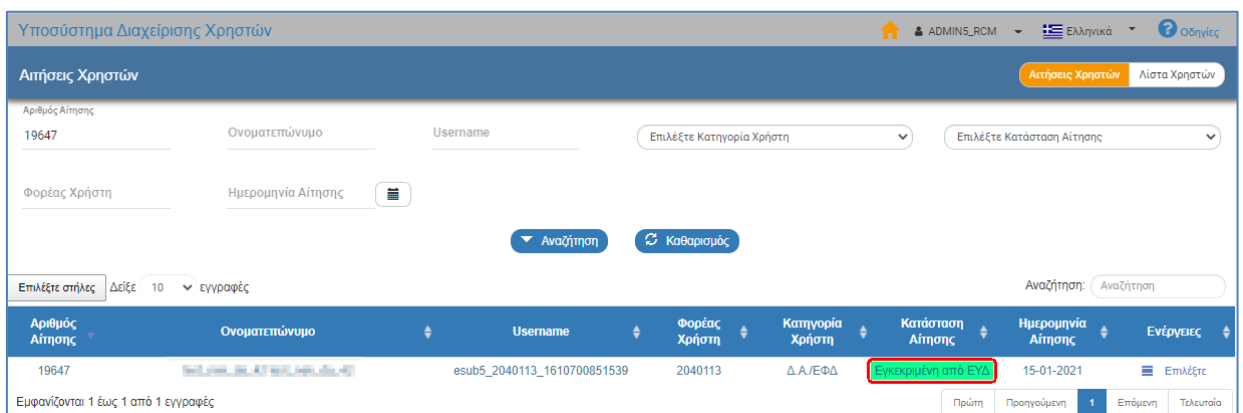 Υποσύστημα Διαχείρισης Χρηστών ADMIN5_RCM Ελληνικά Οδηγίες
Αιτήσεις Χρηστών Αιτήσεις Χρηστών Λίστα Χρηστών
Αριθμός Αίτησης
19647 Ονοματεπώνυμο Username Επιλέξτε Κατηγορία Χρήστη Επιλέξτε Κατάσταση Αίτησης
Φορέας Χρήστη Ημερομηνία Αίτησης
Αναζήτηση Καθαρισμός
Επιλέξτε στήλες Δείξε 10 εγγραφές Αναζήτηση: Αναζήτηση
Αριθμός Αίτησης Ονοματεπώνυμο Username Φορέας Χρήστη Κατηγορία Χρήστη Κατάσταση Αίτησης Ημερομηνία Αίτησης Ενέργειες
19647 esub5_2040113_1610700851539 2040113 Δ.Α./ΕΦΔ Εγκεκριμένη από ΕΥΔ 15-01-2021 Επιλέξτε
Εμφανίζονται 1 έως 1 από 1 εγγραφές Πρώτη Προηγούμενη 1 Επόμενη Τελευταία